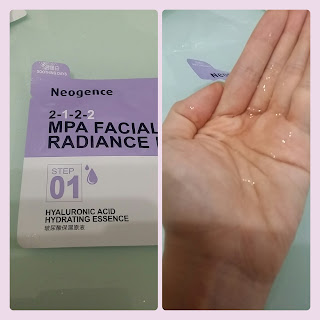 Neogence
2-1-2-2
MPA FACIAL
RADIANCE
STEP
01
HYALURONIC ACID
HYDRATING ESSENCE
玻尿酸保濕原液
Neogence